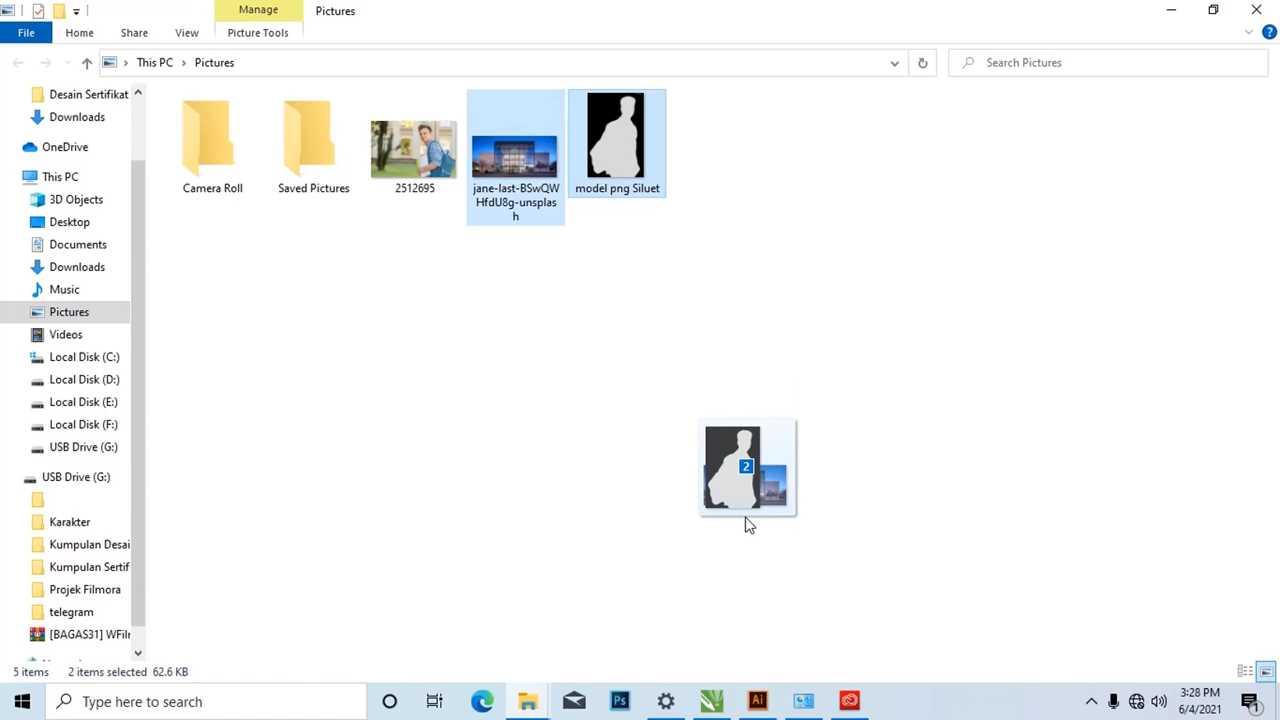 Manage
Pictures
File
Home
Share
View
Picture Tools
This PC
Pictures
Search Pictures
Desain Sertifikat
Downloads
OneDrive
This PC
3D Objects
Desktop
Documents
Downloads
Music
Pictures
Videos
Local Disk (C:)
Local Disk (D:)
Local Disk (E:)
Local Disk (F:)
USB Drive (G:)
USB Drive (G:)
Karakter
Kumpulan Desai
Kumpulan Sertif
Projek Filmora
telegram
[BAGAS31] WFilr
Camera Roll
Saved Pictures
2512695
jane-last-BSwQW
HfdU8g-unsplas
h
model png Siluet
2
5 items
2 items selected 62.6 KB
Type here to search
Ps
Ai
3:28 PM
6/4/2021
1